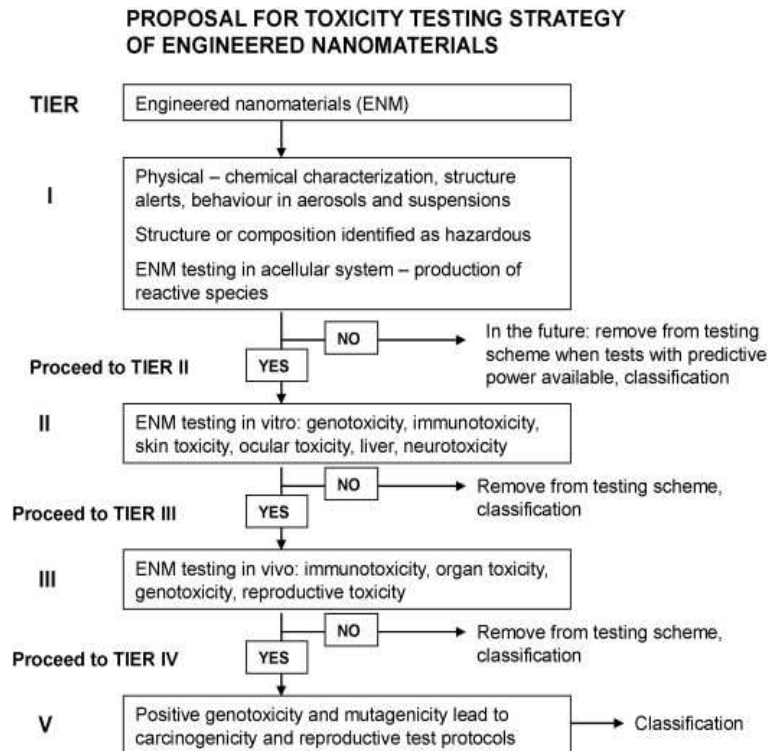 PROPOSAL FOR TOXICITY TESTING STRATEGY
OF ENGINEERED NANOMATERIALS
TIER
Engineered nanomaterials (ENM)
I
Physical – chemical characterization, structure
alerts, behaviour in aerosols and suspensions
Structure or composition identified as hazardous
ENM testing in acellular system – production of
reactive species
NO
In the future: remove from testing
scheme when tests with predictive
power available, classification
Proceed to TIER II
YES
II
ENM testing in vitro: genotoxicity, immunotoxicity,
skin toxicity, ocular toxicity, liver, neurotoxicity
NO
Remove from testing scheme,
classification
Proceed to TIER III
YES
III
ENM testing in vivo: immunotoxicity, organ toxicity,
genotoxicity, reproductive toxicity
NO
Remove from testing scheme,
classification
Proceed to TIER IV
YES
V
Positive genotoxicity and mutagenicity lead to
carcinogenicity and reproductive test protocols
Classification